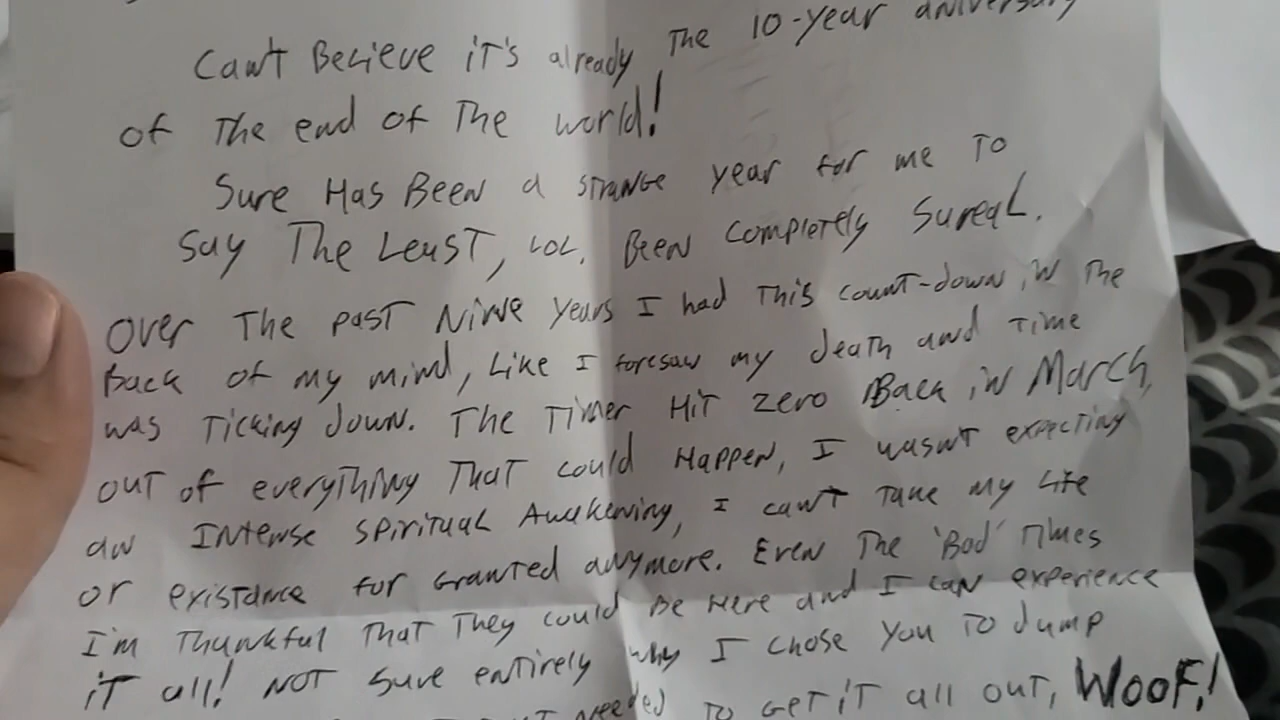 Can't Believe it's already The 10-year aniversary
of The end of The world!
Sure Has Been a strange year for me To
Say The Least, LOL. Been completely SureaL.
Over The past Nine years I had This count-down in The
Back of my mind, Like I foresaw my death and Time
was Ticking down. The Timer Hit zero Back in March,
out of everything That could Happen, I wasn't expecting
an Intense spiritual Awakening, I can't Take my Life
or existance for Granted anymore. Even The 'Bad' Times
I'm Thankful That They could Be Here and I can experience
it all! Not Sure entirely why I chose you To dump
needed To Get it all out, WOOF!